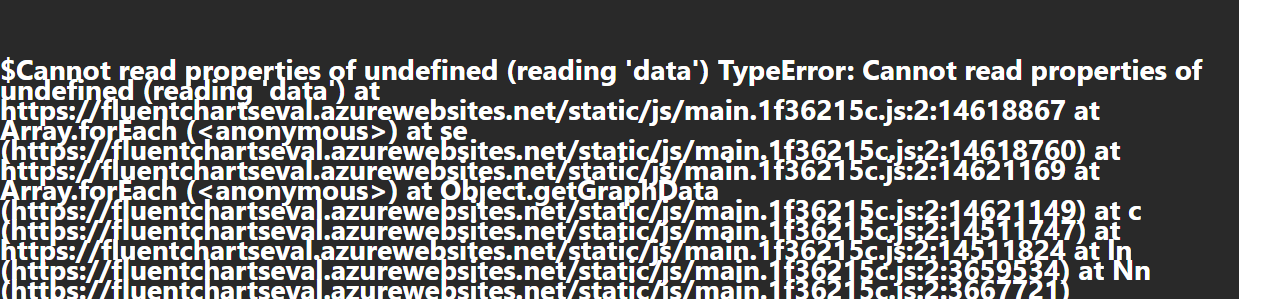 $Cannot read properties of undefined (reading 'data') TypeError: Cannot read properties of
undefined (reading 'data') at
https://fluentchartseval.azurewebsites.net/static/js/main.1f36215c.js:2:14618867 at
Array.forEach (<anonymous>) at se
(https://fluentchartseval.azurewebsites.net/static/js/main.1f36215c.js:2:14618760) at
https://fluentchartseval.azurewebsites.net/static/js/main.1f36215c.js:2:14621169 at
Array.forEach (<anonymous>) at Object.getGraphData
(https://fluentchartseval.azurewebsites.net/static/js/main.1f36215c.js:2:14621149) at c
(https://fluentchartseval.azurewebsites.net/static/js/main.1f36215c.js:2:14511747) at
https://fluentchartseval.azurewebsites.net/static/js/main.1f36215c.js:2:14511824 at ln
(https://fluentchartseval.azurewebsites.net/static/js/main.1f36215c.js:2:3659534) at Nn
(https://fluentchartseval.azurewebsites.net/static/js/main.1f36215c.js:2:3667721)